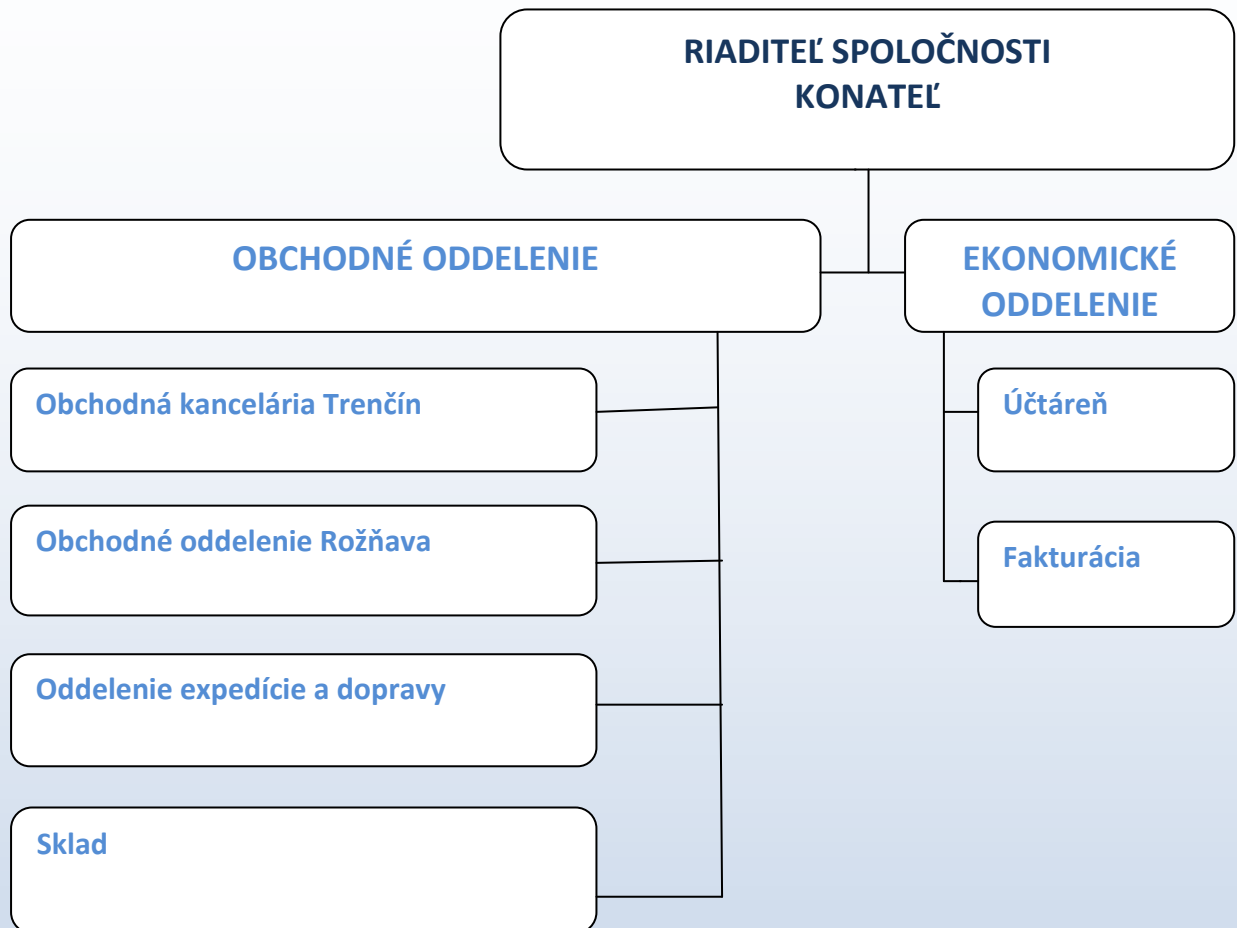 RIADITEĽ SPOLOČNOSTI
KONATEĽ
OBCHODNÉ ODDELENIE
EKONOMICKÉ
ODDELENIE
Obchodná kancelária Trenčín
Obchodné oddelenie Rožňava
Oddelenie expedície a dopravy
Sklad
Účtáreň
Fakturácia